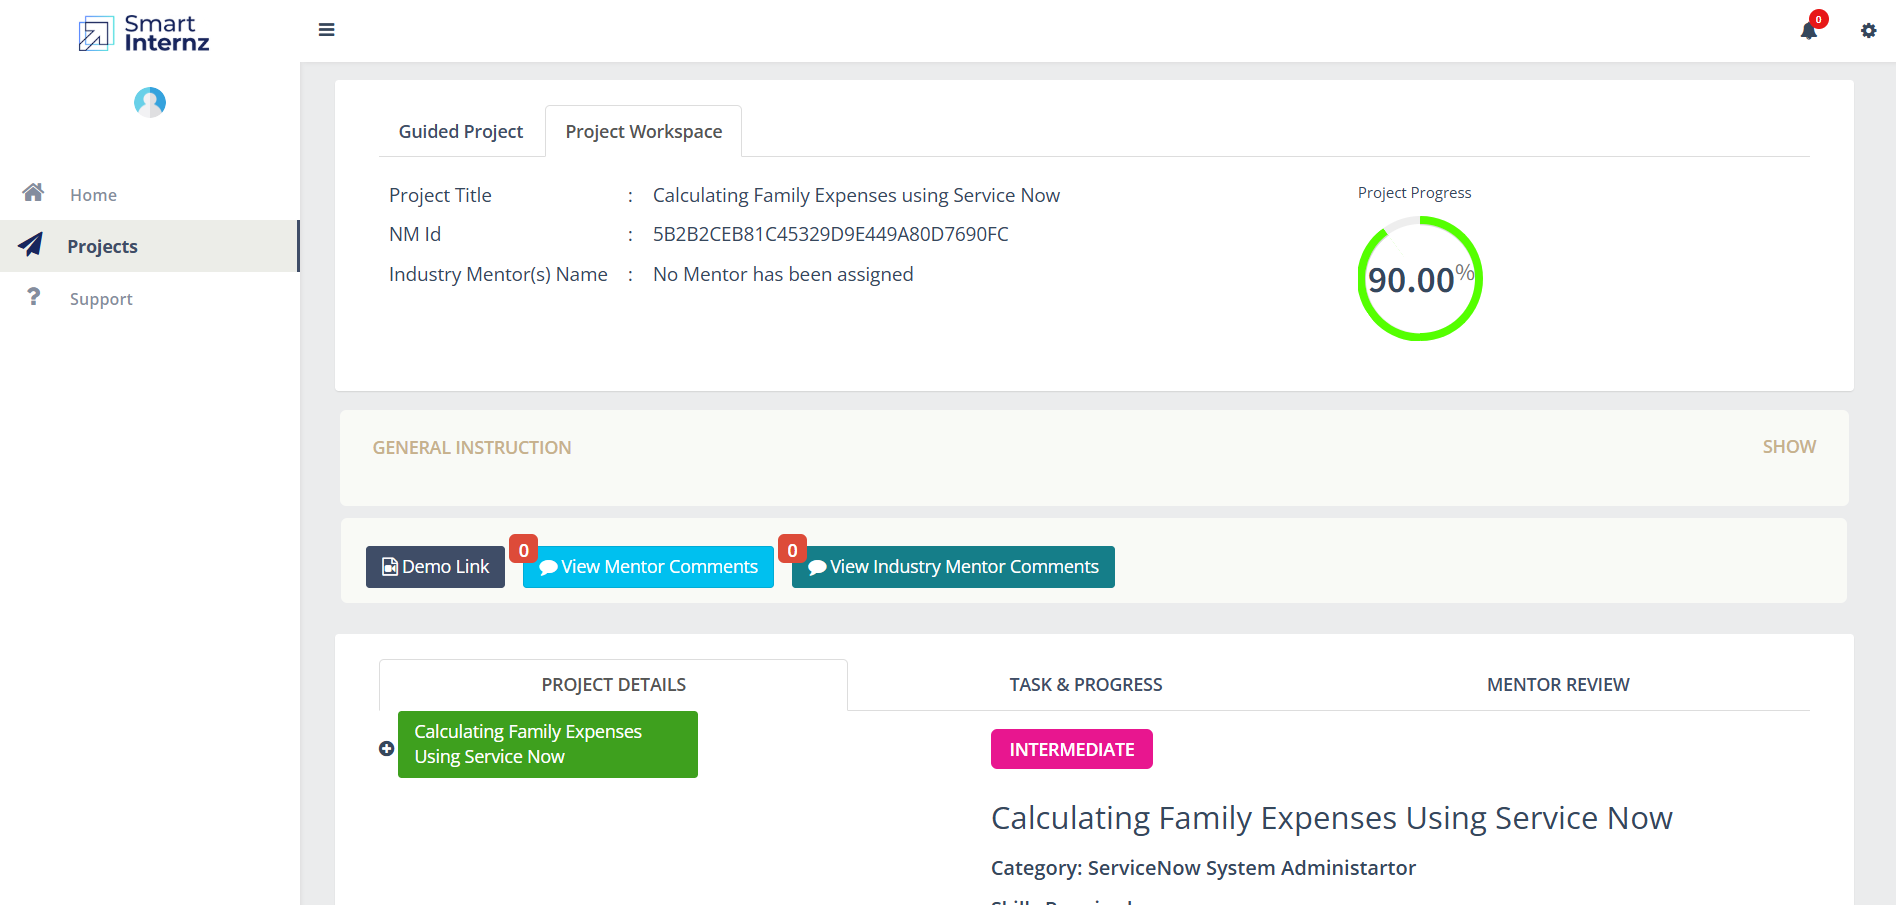 Smart
Internz
0
Home
Projects
Support
Guided Project
Project Workspace
Project Title : Calculating Family Expenses using Service Now
NM Id : 5B2B2CEB81C45329D9E449A80D7690FC
Industry Mentor(s) Name : No Mentor has been assigned
Project Progress
90.00%
GENERAL INSTRUCTION
SHOW
Demo Link
0
View Mentor Comments
0
View Industry Mentor Comments
PROJECT DETAILS
TASK & PROGRESS
MENTOR REVIEW
Calculating Family Expenses
Using Service Now
INTERMEDIATE
Calculating Family Expenses Using Service Now
Category: ServiceNow System Administartor